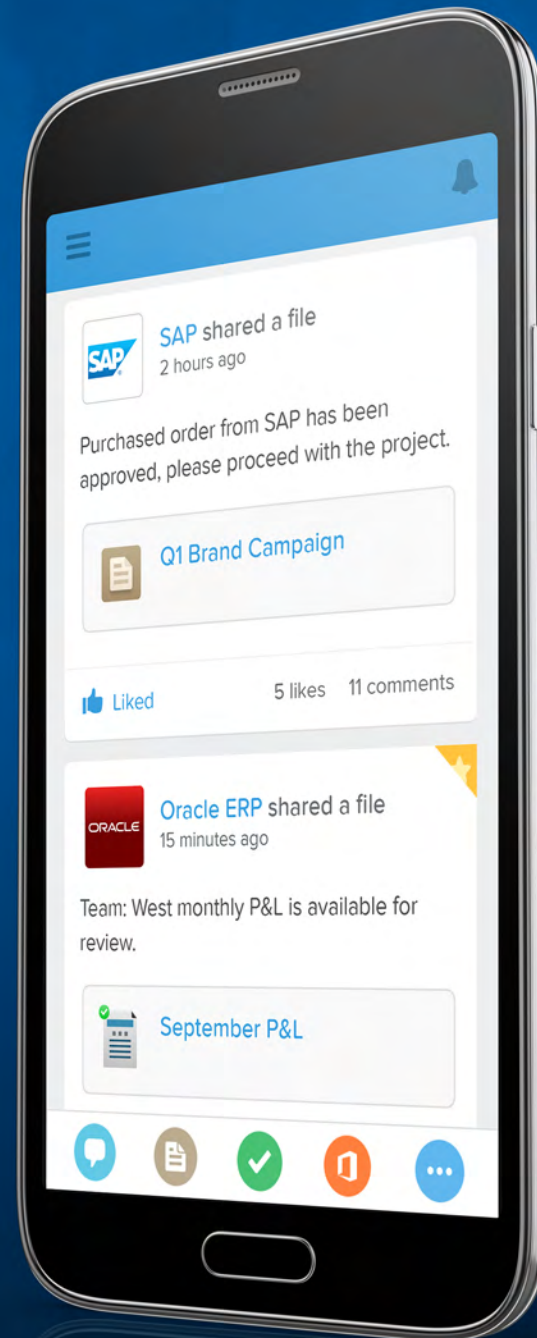 SAP
SAP shared a file
2 hours ago
Purchased order from SAP has been
approved, please proceed with the project.
Q1 Brand Campaign
Liked
5 likes 11 comments
ORACLE
Oracle ERP shared a file
15 minutes ago
Team: West monthly P&L is available for
review.
September P&L